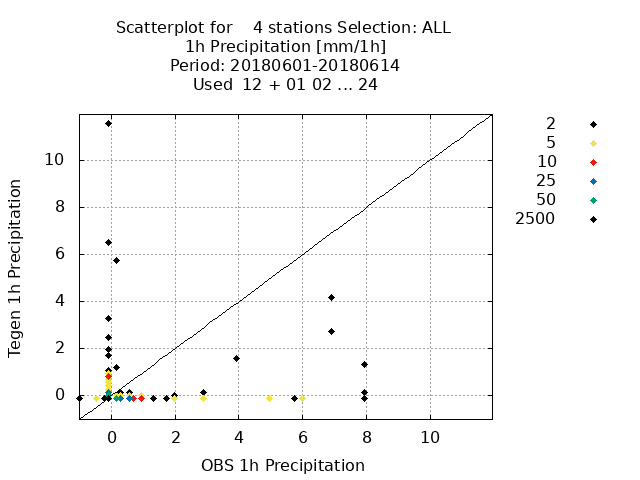 Scatterplot for    4 stations Selection: ALL
1h Precipitation [mm/1h]
Period: 20180601-20180614
Used  12 + 01 02 ... 24
2
5
10
25
50
2500
10
8
6
4
2
0
Tegen 1h Precipitation
0 2 4 6 8 10
OBS 1h Precipitation